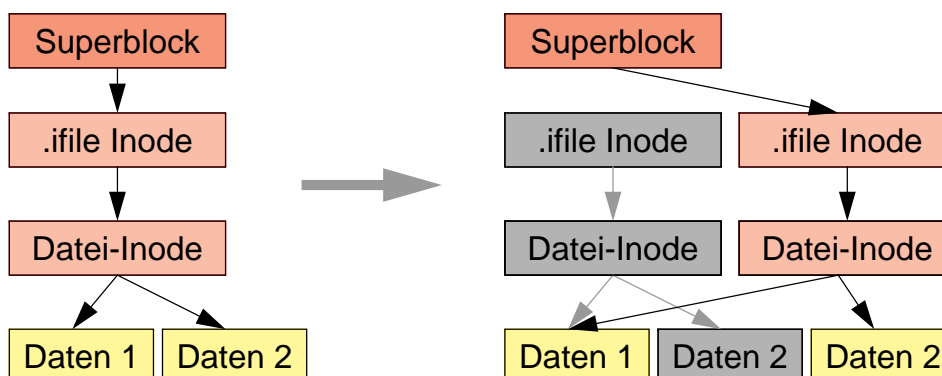 Superblock
Superblock
.ifile Inode
.ifile Inode
.ifile Inode
Datei-Inode
Datei-Inode
Datei-Inode
Daten 1
Daten 2
Daten 1
Daten 2
Daten 2